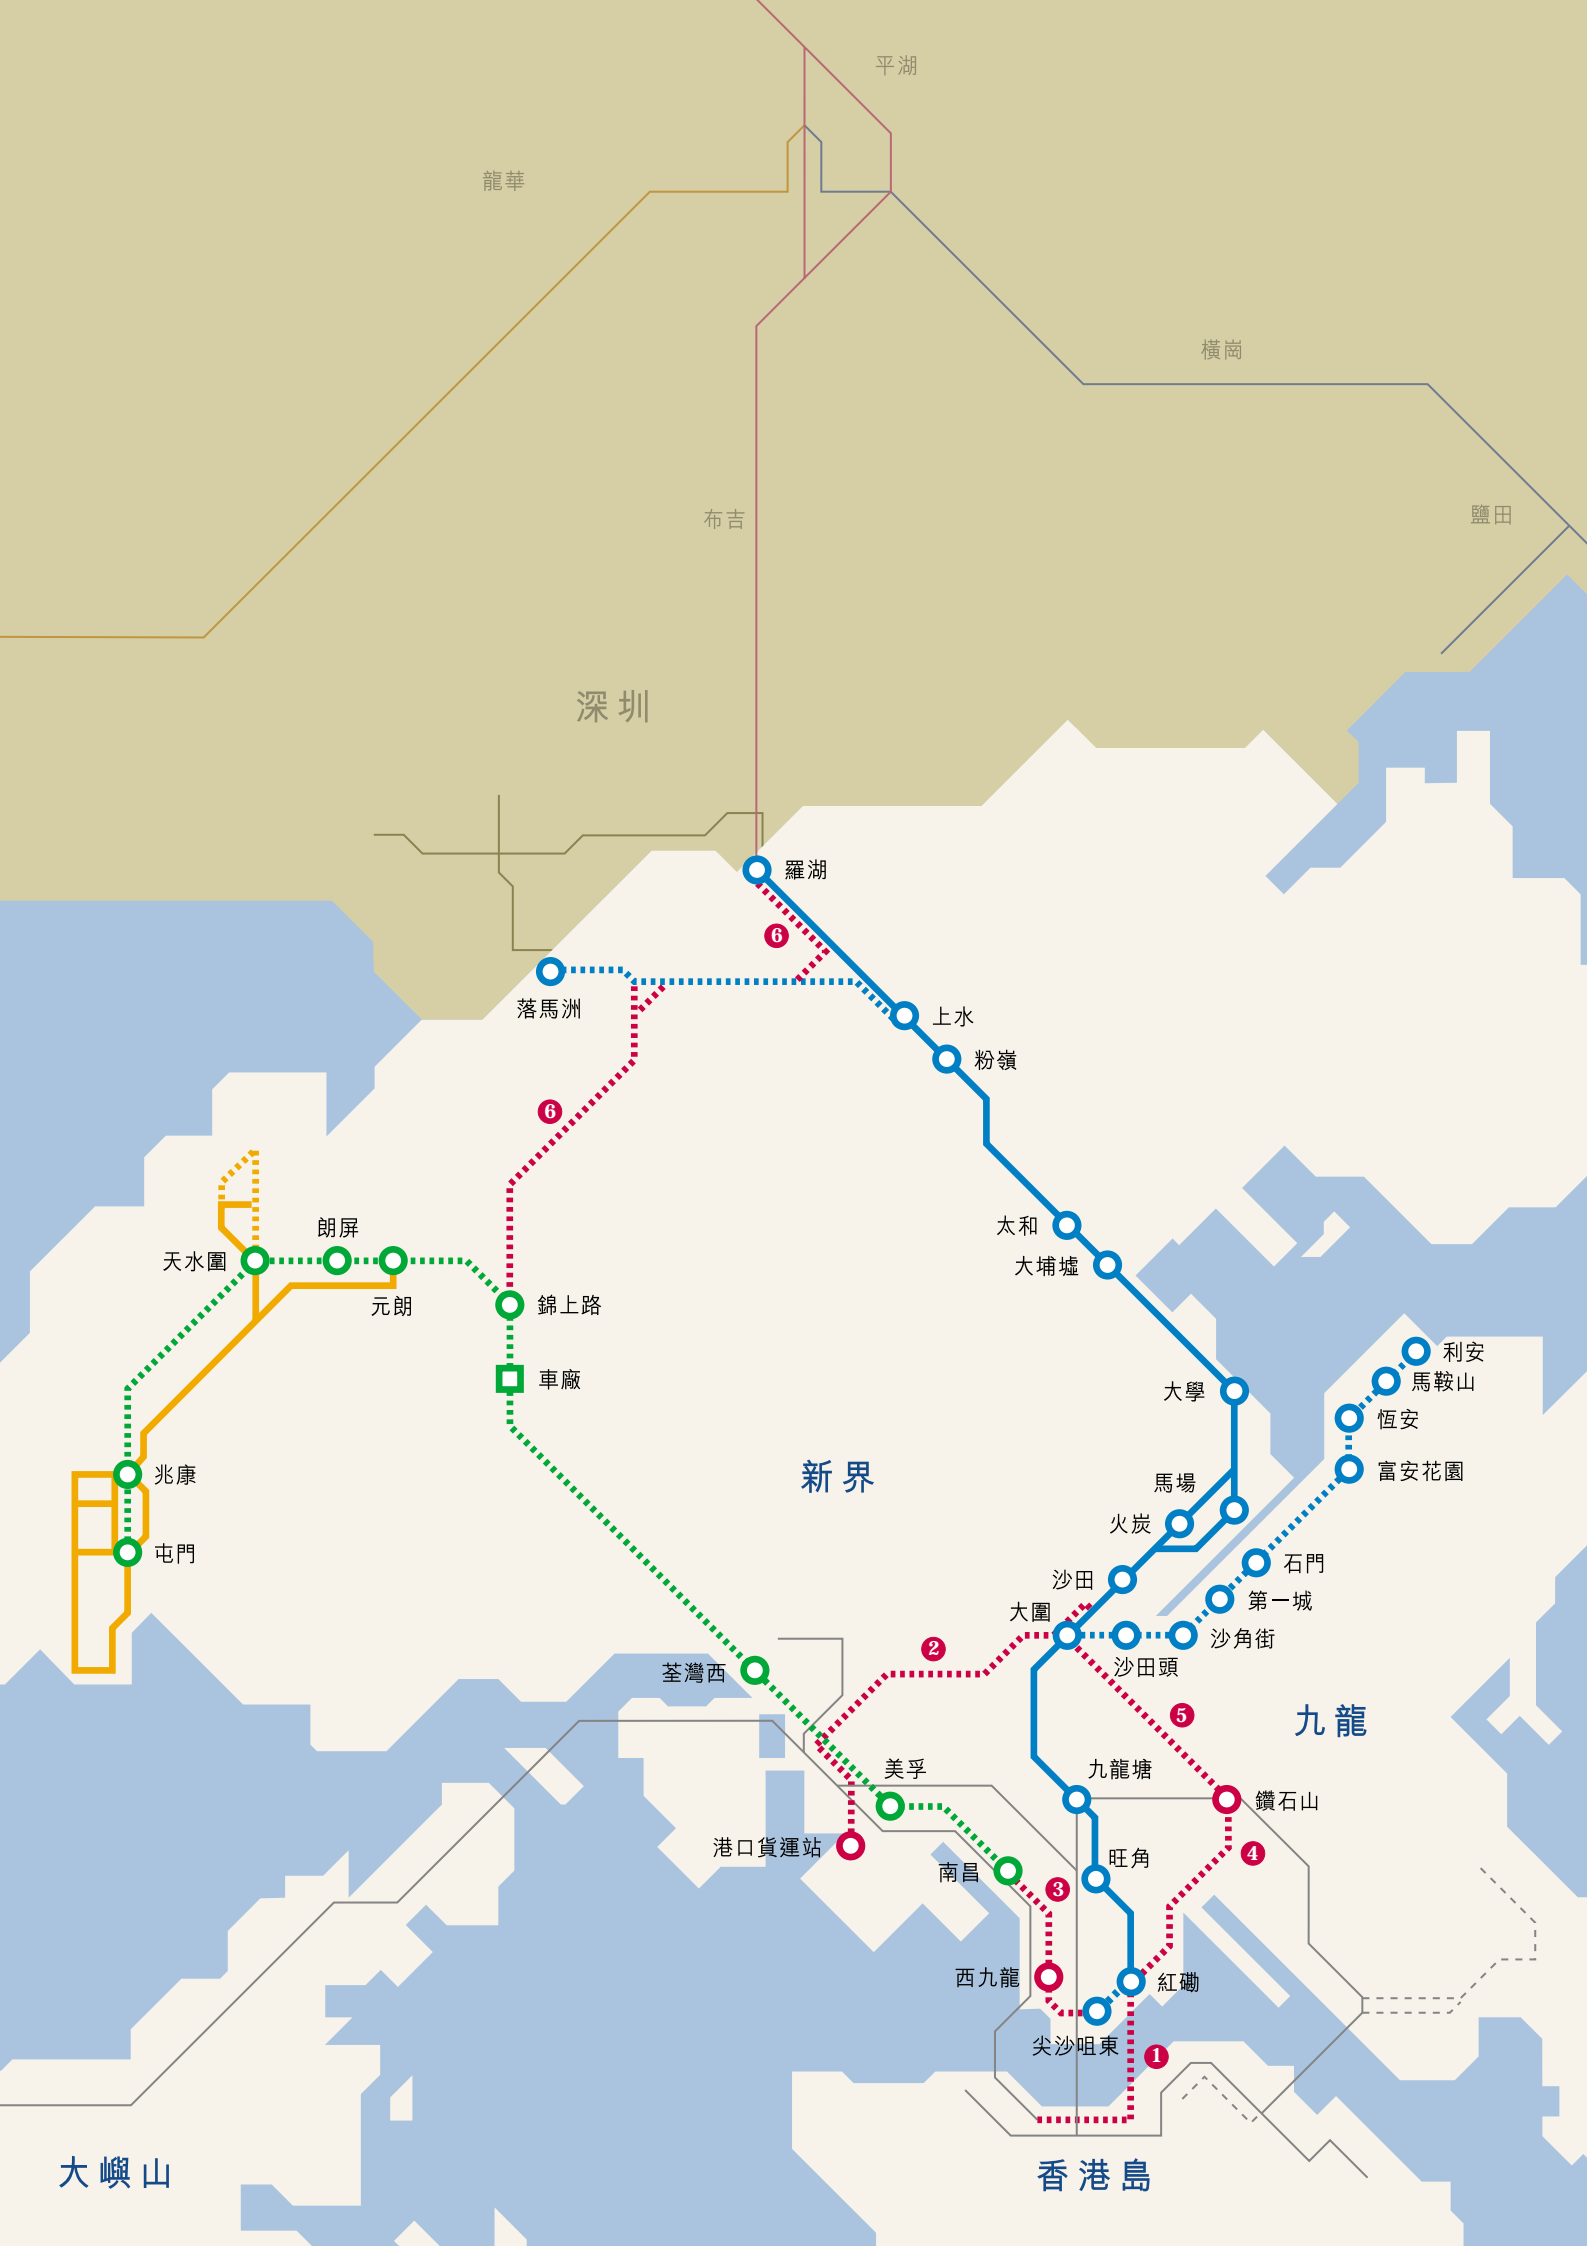 平湖
龍華
橫崗
布吉
鹽田
深圳
羅湖
6
落馬洲
上水
粉嶺
6
太和
朗屏
天水圍
大埔墟
元朗
錦上路
利安
車廠
馬鞍山
大學
恆安
兆康
富安花園
新界
馬場
火炭
屯門
石門
沙田
第一城
大圍
沙角街
2
荃灣西
沙田頭
5
九龍
美孚
九龍塘
鑽石山
港口貨運站
4
旺角
南昌
3
西九龍
紅磡
尖沙咀東
1
大嶼山
香港島